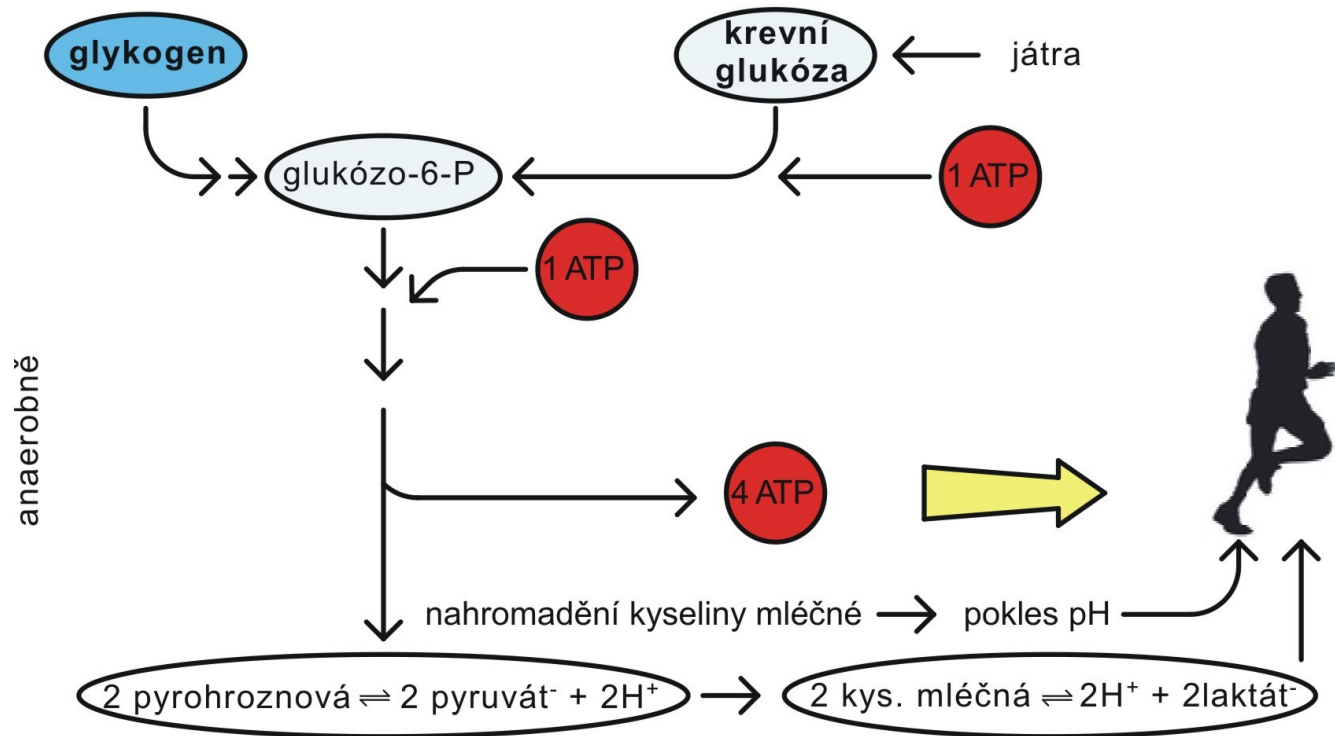 glykogen
krevní
glukóza
játra
glukózo-6-P
1 ATP
1 ATP
anaerobně
4 ATP
nahromadění kyseliny mléčné
pokles pH
2 pyrohroznová ⇌ 2 pyruvát⁻ + 2H⁺
2 kys. mléčná ⇌ 2H⁺ + 2laktát⁻